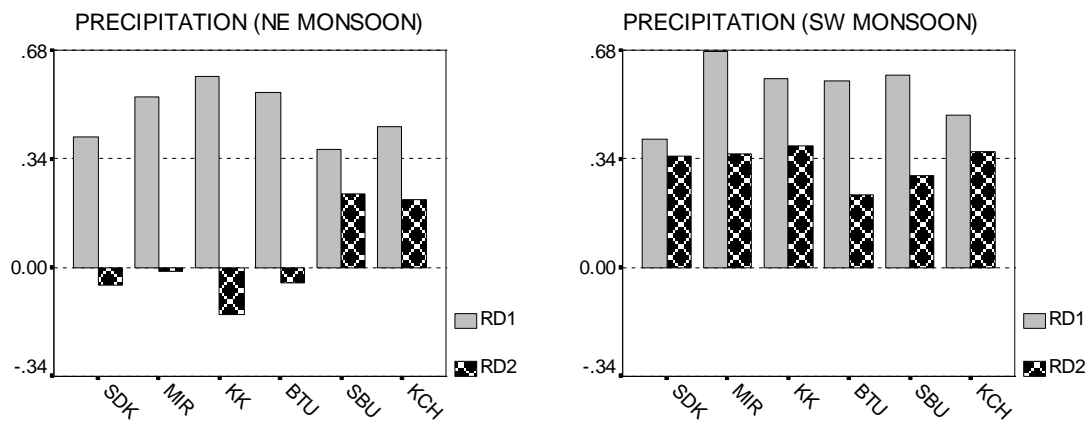 PRECIPITATION (NE MONSOON)
.68
.34
0.00
-.34
SDK
MIR
KK
BTU
SBU
KCH
RD1
RD2
PRECIPITATION (SW MONSOON)
.68
.34
0.00
-.34
SDK
MIR
KK
BTU
SBU
KCH
RD1
RD2